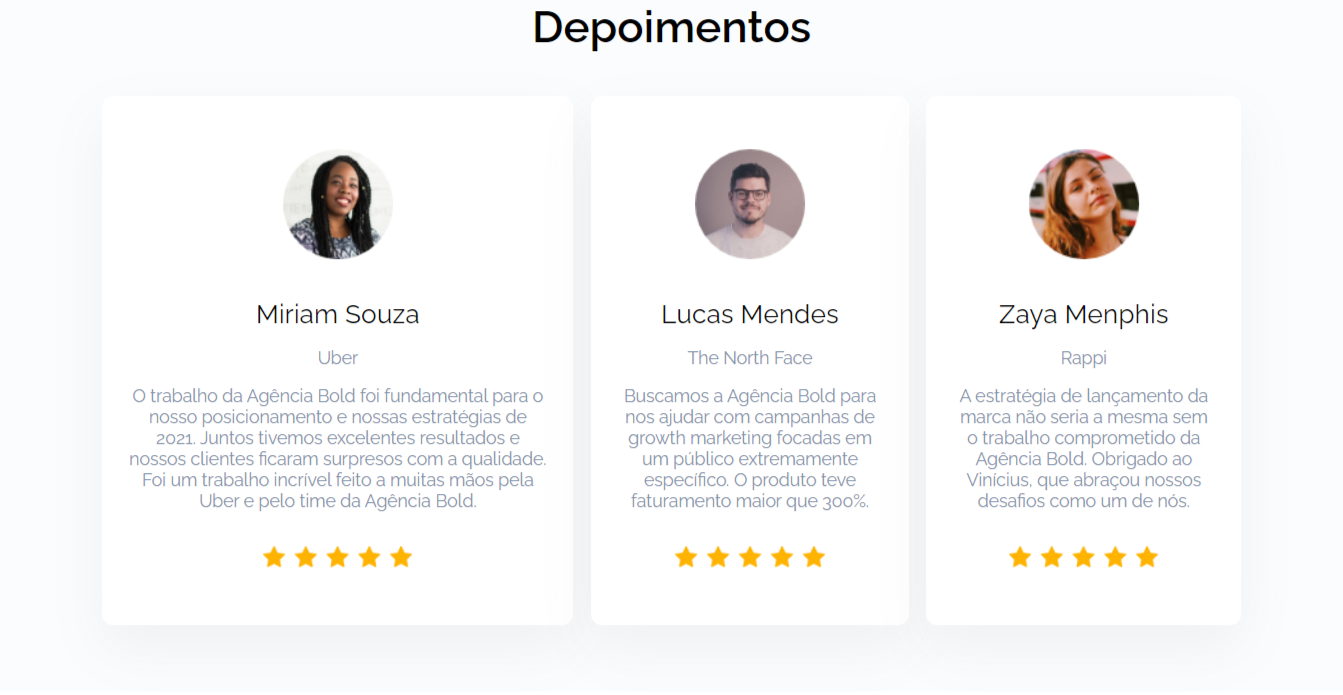 Depoimentos
Miriam Souza
Uber
O trabalho da Agência Bold foi fundamental para o
nosso posicionamento e nossas estratégias de
2021. Juntos tivemos excelentes resultados e
nossos clientes ficaram surpresos com a qualidade.
Foi um trabalho incrível feito a muitas mãos pela
Uber e pelo time da Agência Bold.
Lucas Mendes
The North Face
Buscamos a Agência Bold para
nos ajudar com campanhas de
growth marketing focadas em
um público extremamente
específico. O produto teve
faturamento maior que 300%.
Zaya Menphis
Rappi
A estratégia de lançamento da
marca não seria a mesma sem
o trabalho comprometido da
Agência Bold. Obrigado ao
Vinícius, que abraçou nossos
desafios como um de nós.